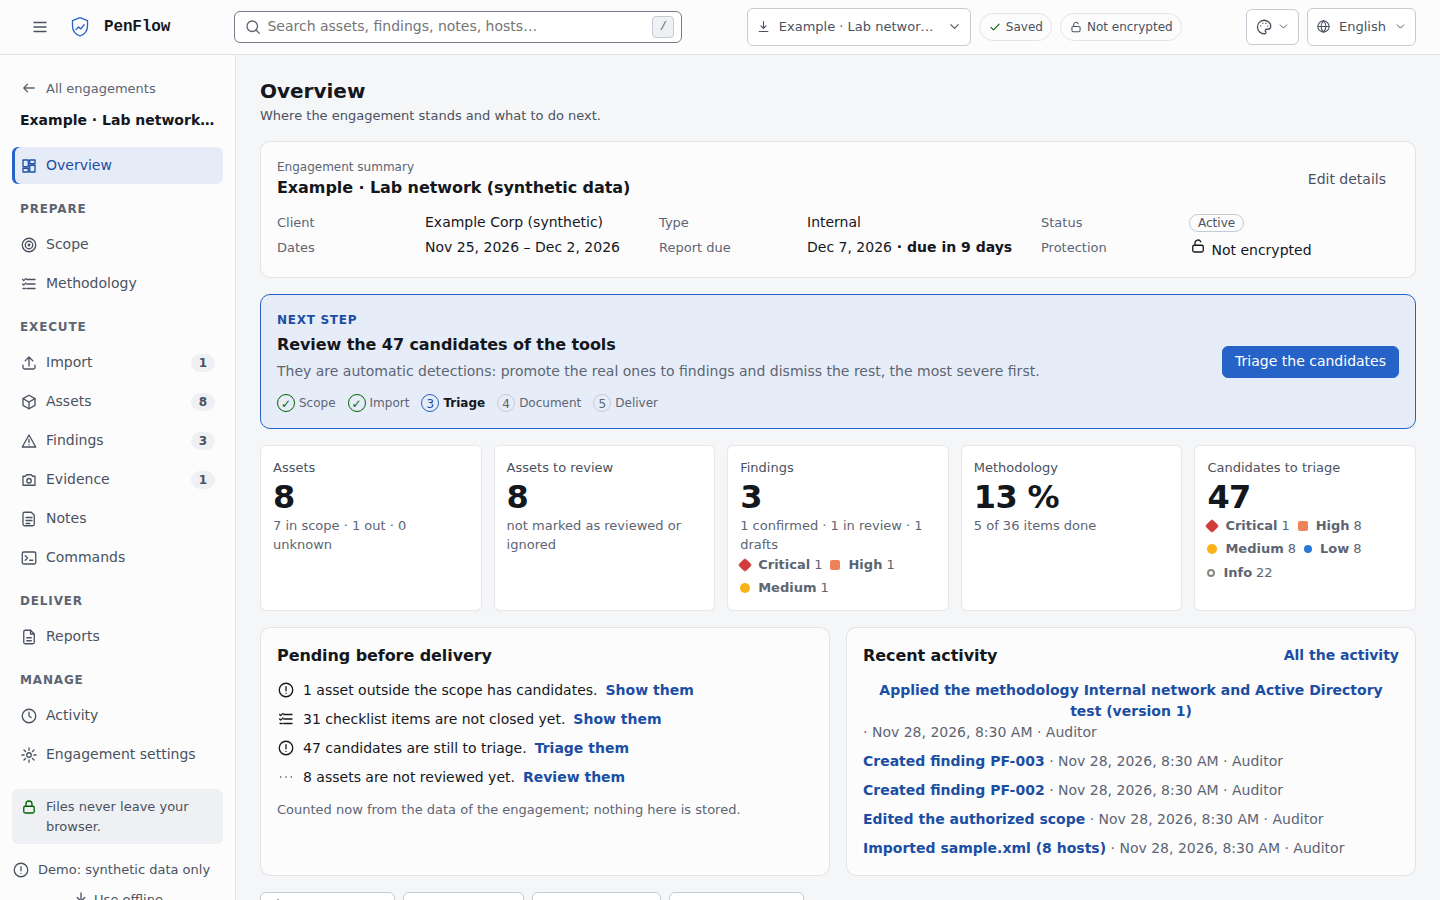 PenFlow
Search assets, findings, notes, hosts…
/
Example · Lab networ…
Saved
Not encrypted
English
All engagements
Example · Lab network…
Overview
PREPARE
Scope
Methodology
EXECUTE
Import 1
Assets 8
Findings 3
Evidence 1
Notes
Commands
DELIVER
Reports
MANAGE
Activity
Engagement settings
Files never leave your
browser.
Demo: synthetic data only
Use offline
Overview
Where the engagement stands and what to do next.
Engagement summary
Example · Lab network (synthetic data)
Edit details
Client Example Corp (synthetic) Type Internal Status Active
Dates Nov 25, 2026 – Dec 2, 2026 Report due Dec 7, 2026 · due in 9 days Protection Not encrypted
NEXT STEP
Review the 47 candidates of the tools
They are automatic detections: promote the real ones to findings and dismiss the rest, the most severe first.
Triage the candidates
✓ Scope ✓ Import 3 Triage 4 Document 5 Deliver
Assets
8
7 in scope · 1 out · 0
unknown
Assets to review
8
not marked as reviewed or
ignored
Findings
3
1 confirmed · 1 in review · 1
drafts
Critical 1 High 1
Medium 1
Methodology
13 %
5 of 36 items done
Candidates to triage
47
Critical 1 High 8
Medium 8 Low 8
Info 22
Pending before delivery
1 asset outside the scope has candidates. Show them
31 checklist items are not closed yet. Show them
47 candidates are still to triage. Triage them
8 assets are not reviewed yet. Review them
Counted now from the data of the engagement; nothing here is stored.
Recent activity
All the activity
Applied the methodology Internal network and Active Directory
test (version 1)
· Nov 28, 2026, 8:30 AM · Auditor
Created finding PF-003 · Nov 28, 2026, 8:30 AM · Auditor
Created finding PF-002 · Nov 28, 2026, 8:30 AM · Auditor
Edited the authorized scope · Nov 28, 2026, 8:30 AM · Auditor
Imported sample.xml (8 hosts) · Nov 28, 2026, 8:30 AM · Auditor